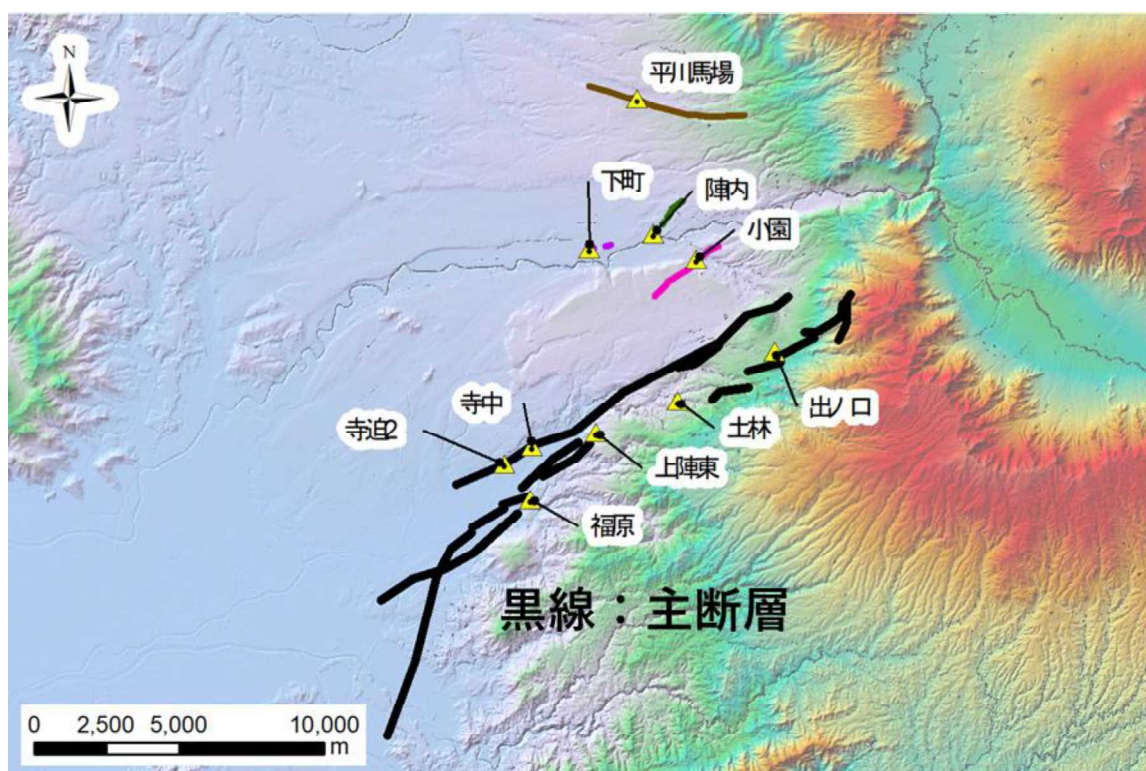 N
平川馬場
下町
陣内
小園
寺中
寺迫2
土林
出ノ口
上陣東
福原
黒線：主断層
0 2,500 5,000 10,000
m